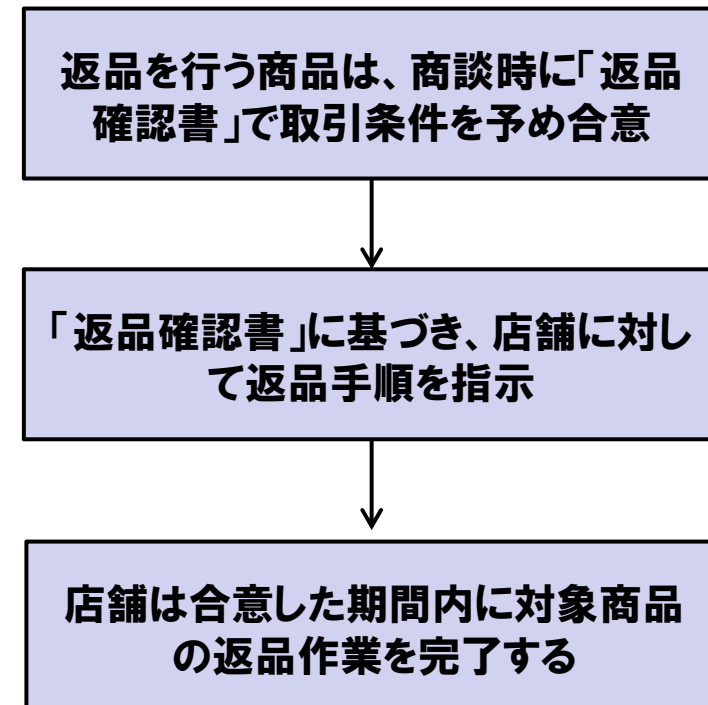 返品を行う商品は、商談時に「返品
確認書」で取引条件を予め合意
「返品確認書」に基づき、店舗に対し
て返品手順を指示
店舗は合意した期間内に対象商品
の返品作業を完了する